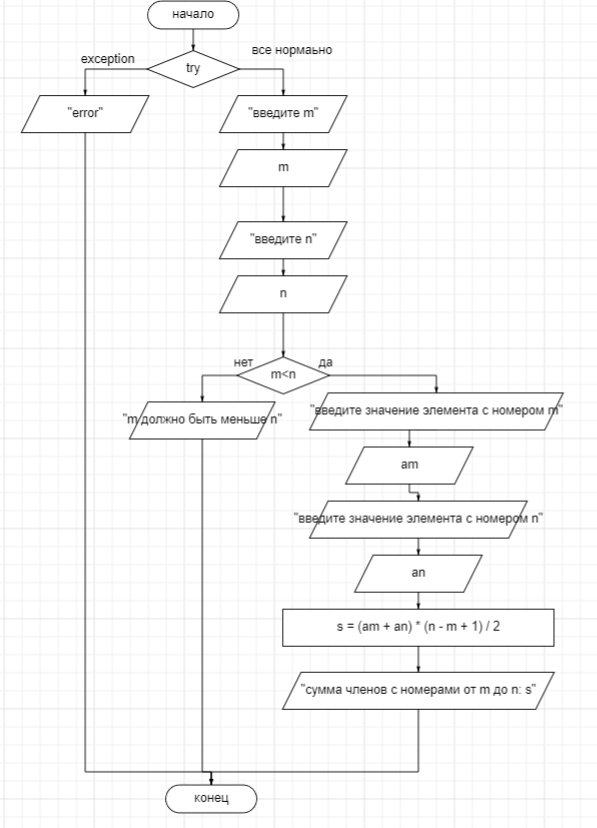 начало
exception
все нормаьно
try
"error"
"введите m"
m
"введите n"
n
нет
да
m<n
"m должно быть меньше n"
"введите значение элемента с номером m"
am
"введите значение элемента с номером n"
an
s = (am + an) * (n - m + 1) / 2
"сумма членов с номерами от m до n: s"
конец